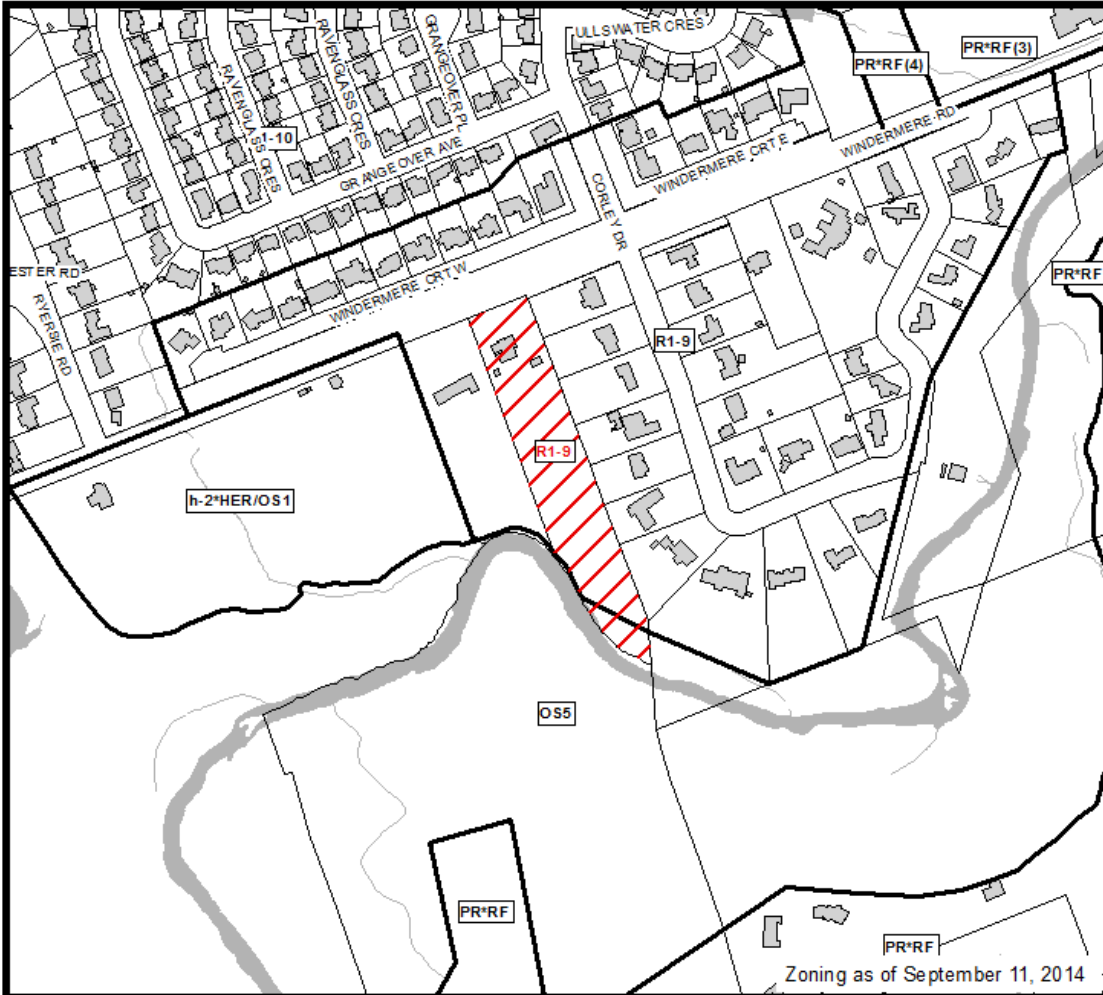 ULLSWATER CRES
PR*RF(3)
PR*RF(4)
GRANGEOVER PL
RAVENGLASS CRES
RAVENGLASS CRES
1-10
GRANGEOVER AVE
WINDERMERE RD
WINDERMERE CRT E
CORLEY DR
ESTER RD
RYERSIE RD
WINDERMERE CRT W
PR*RF
R1-9
R1-9
h-2*HER/OS1
OS5
PR*RF
PR*RF
Zoning as of September 11, 2014